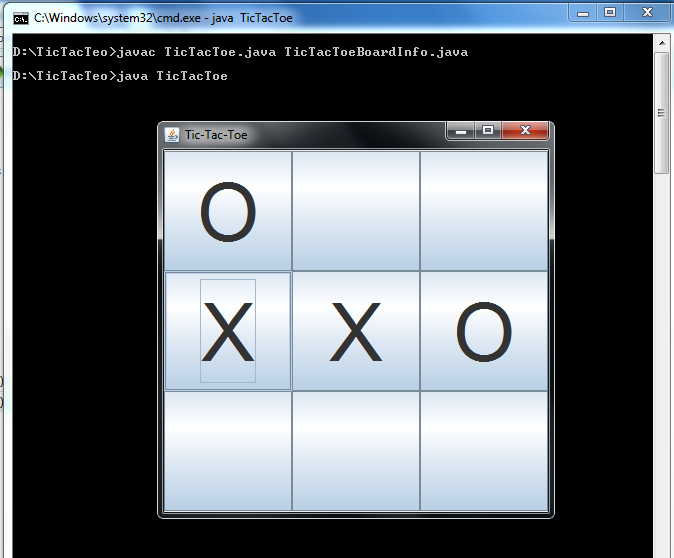 C:\Windows\system32\cmd.exe - java  TicTacToe
D:\TicTacTeo>javac TicTacToe.java TicTacToeBoardInfo.java
D:\TicTacTeo>java TicTacToe
Tic-Tac-Toe
O
X X O